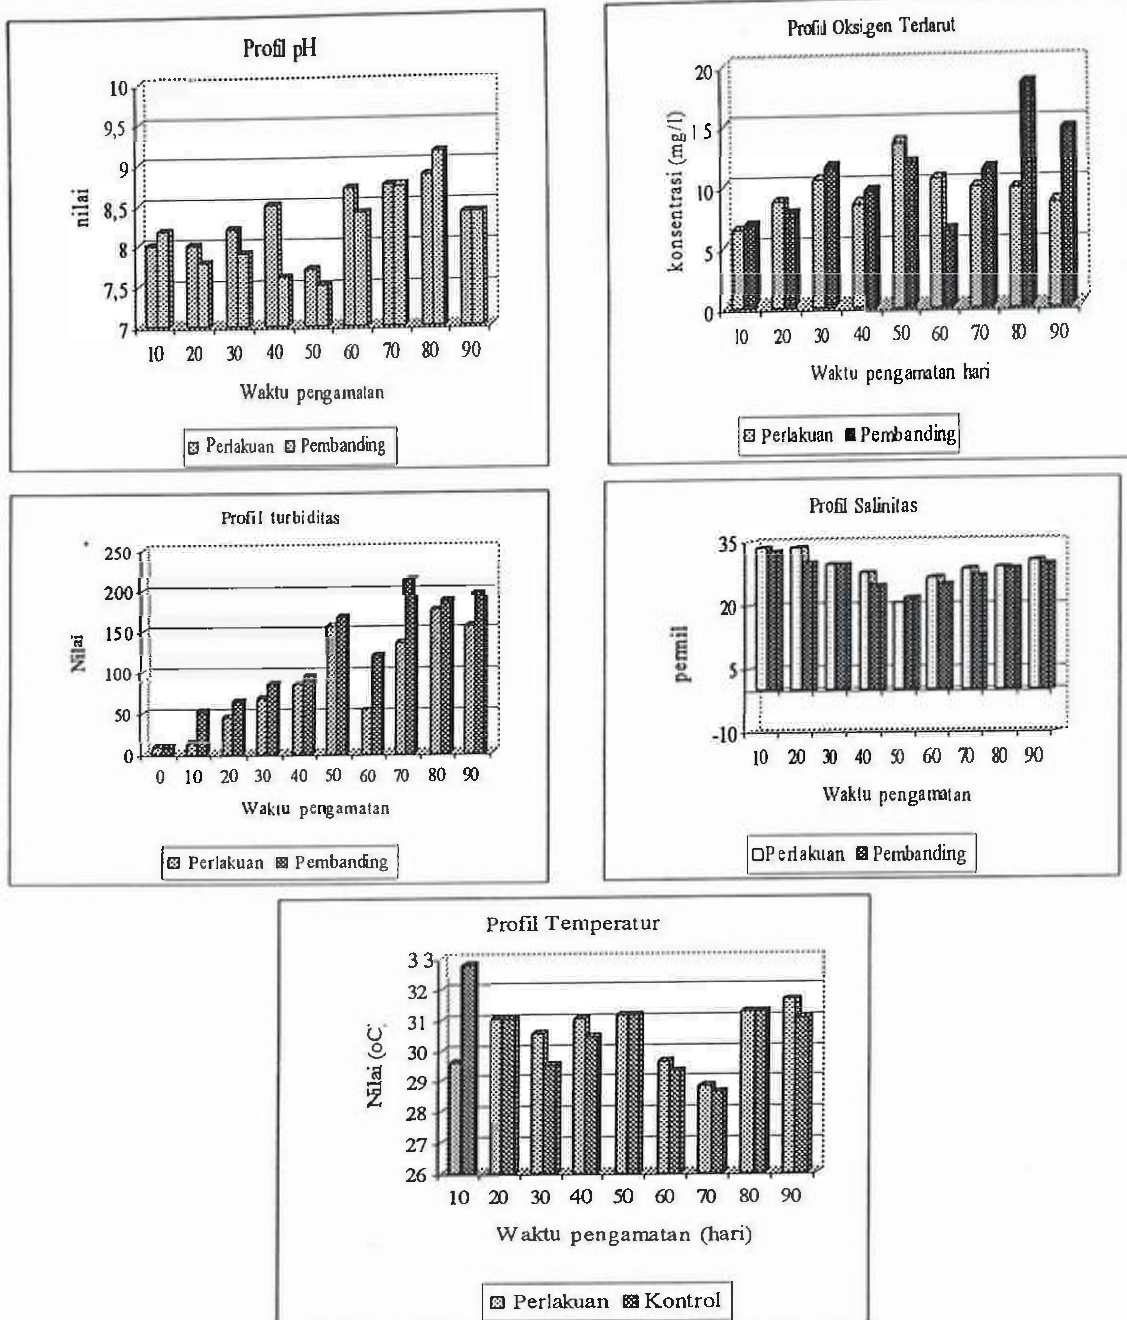 Profil pH
10
9,5
9
8,5
8
7,5
7
nilai
10 20 30 40 50 60 70 80 90
Waktu pengamatan
Perlakuan Pembanding
Profil Oksigen Terlarut
20
15
10
5
0
konsentrasi (mg/l)
10 20 30 40 50 60 70 80 90
Waktu pengamatan hari
Perlakuan Pembanding
Profil turbiditas
250
200
150
100
50
0
Nilai
0 10 20 30 40 50 60 70 80 90
Waktu pengamatan
Perlakuan Pembanding
Profil Salinitas
35
20
5
-10
permil
10 20 30 40 50 60 70 80 90
Waktu pengamatan
Perlakuan Pembanding
Profil Temperatur
33
32
31
30
29
28
27
26
Nilai (oC)
10 20 30 40 50 60 70 80 90
Waktu pengamatan (hari)
Perlakuan Kontrol